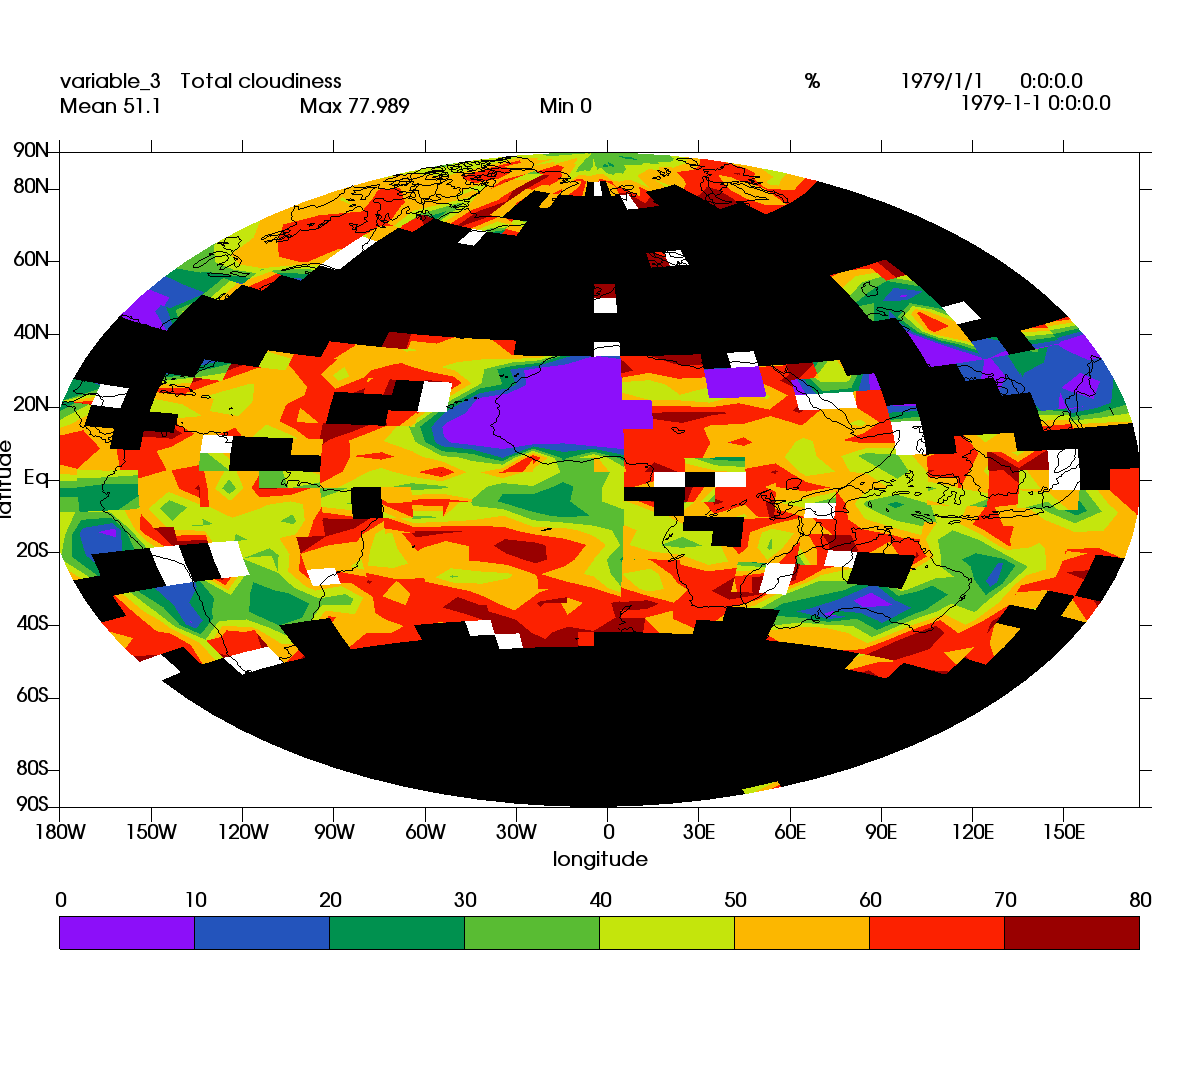 variable_3 Total cloudiness % 1979/1/1 0:0:0.0
Mean 51.1 Max 77.989 Min 0 1979-1-1 0:0:0.0
90N
80N
60N
40N
20N
Eq
20S
40S
60S
80S
90S
latitude
180W 150W 120W 90W 60W 30W 0 30E 60E 90E 120E 150E
longitude
0 10 20 30 40 50 60 70 80